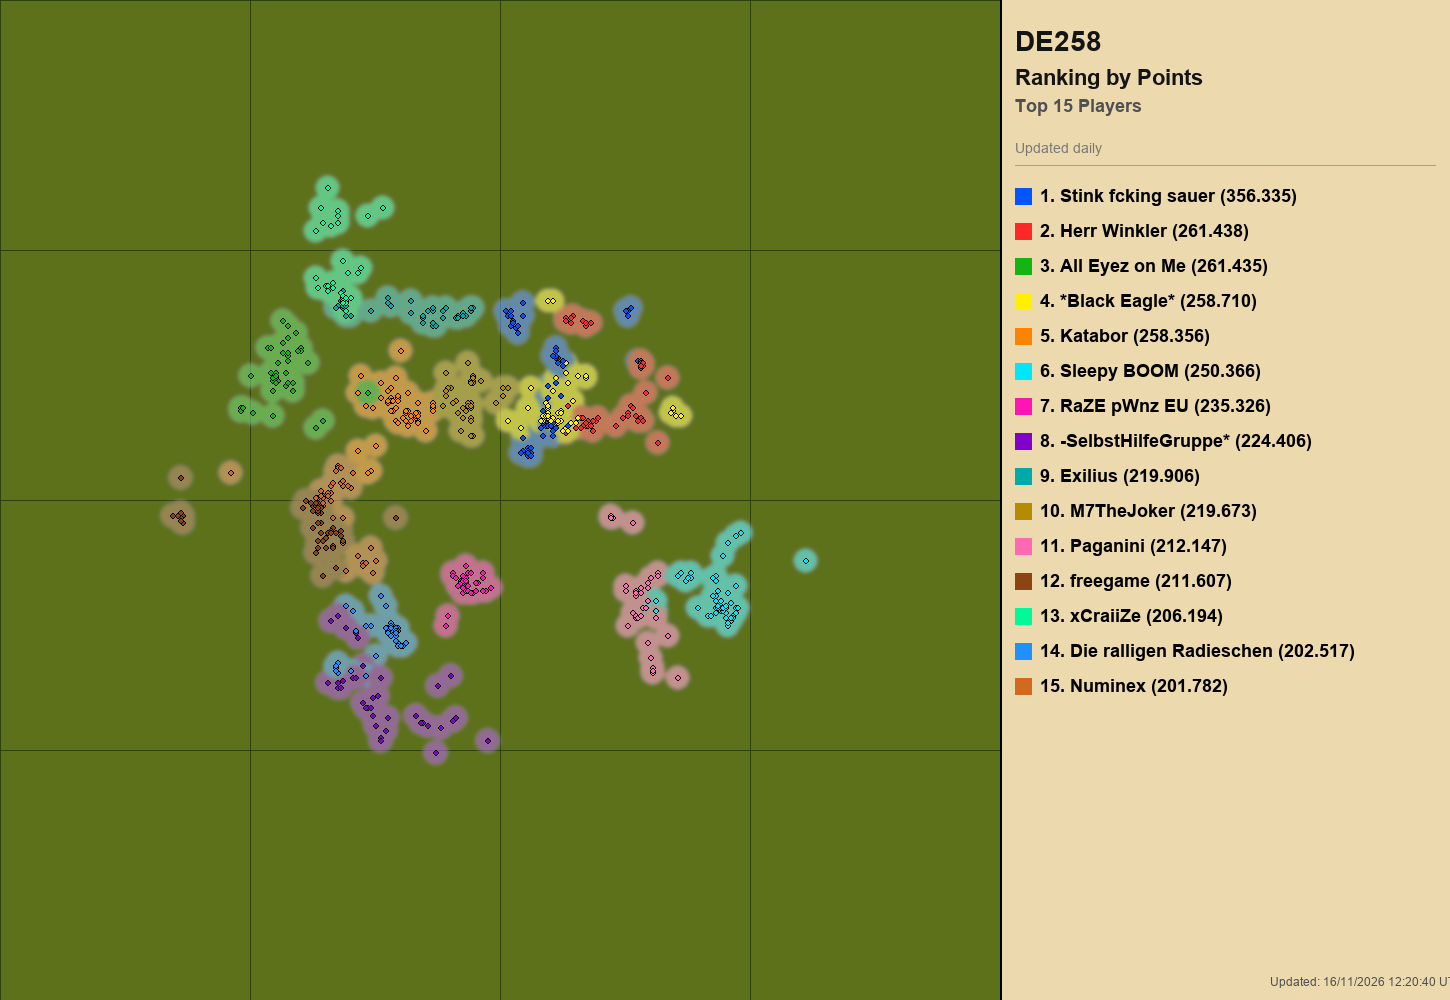 DE258
Ranking by Points
Top 15 Players
Updated daily
1. Stink fcking sauer (356.335)
2. Herr Winkler (261.438)
3. All Eyez on Me (261.435)
4. *Black Eagle* (258.710)
5. Katabor (258.356)
6. Sleepy BOOM (250.366)
7. RaZE pWnz EU (235.326)
8. -SelbstHilfeGruppe* (224.406)
9. Exilius (219.906)
10. M7TheJoker (219.673)
11. Paganini (212.147)
12. freegame (211.607)
13. xCraiiZe (206.194)
14. Die ralligen Radieschen (202.517)
15. Numinex (201.782)
Updated: 16/11/2026 12:20:40 U